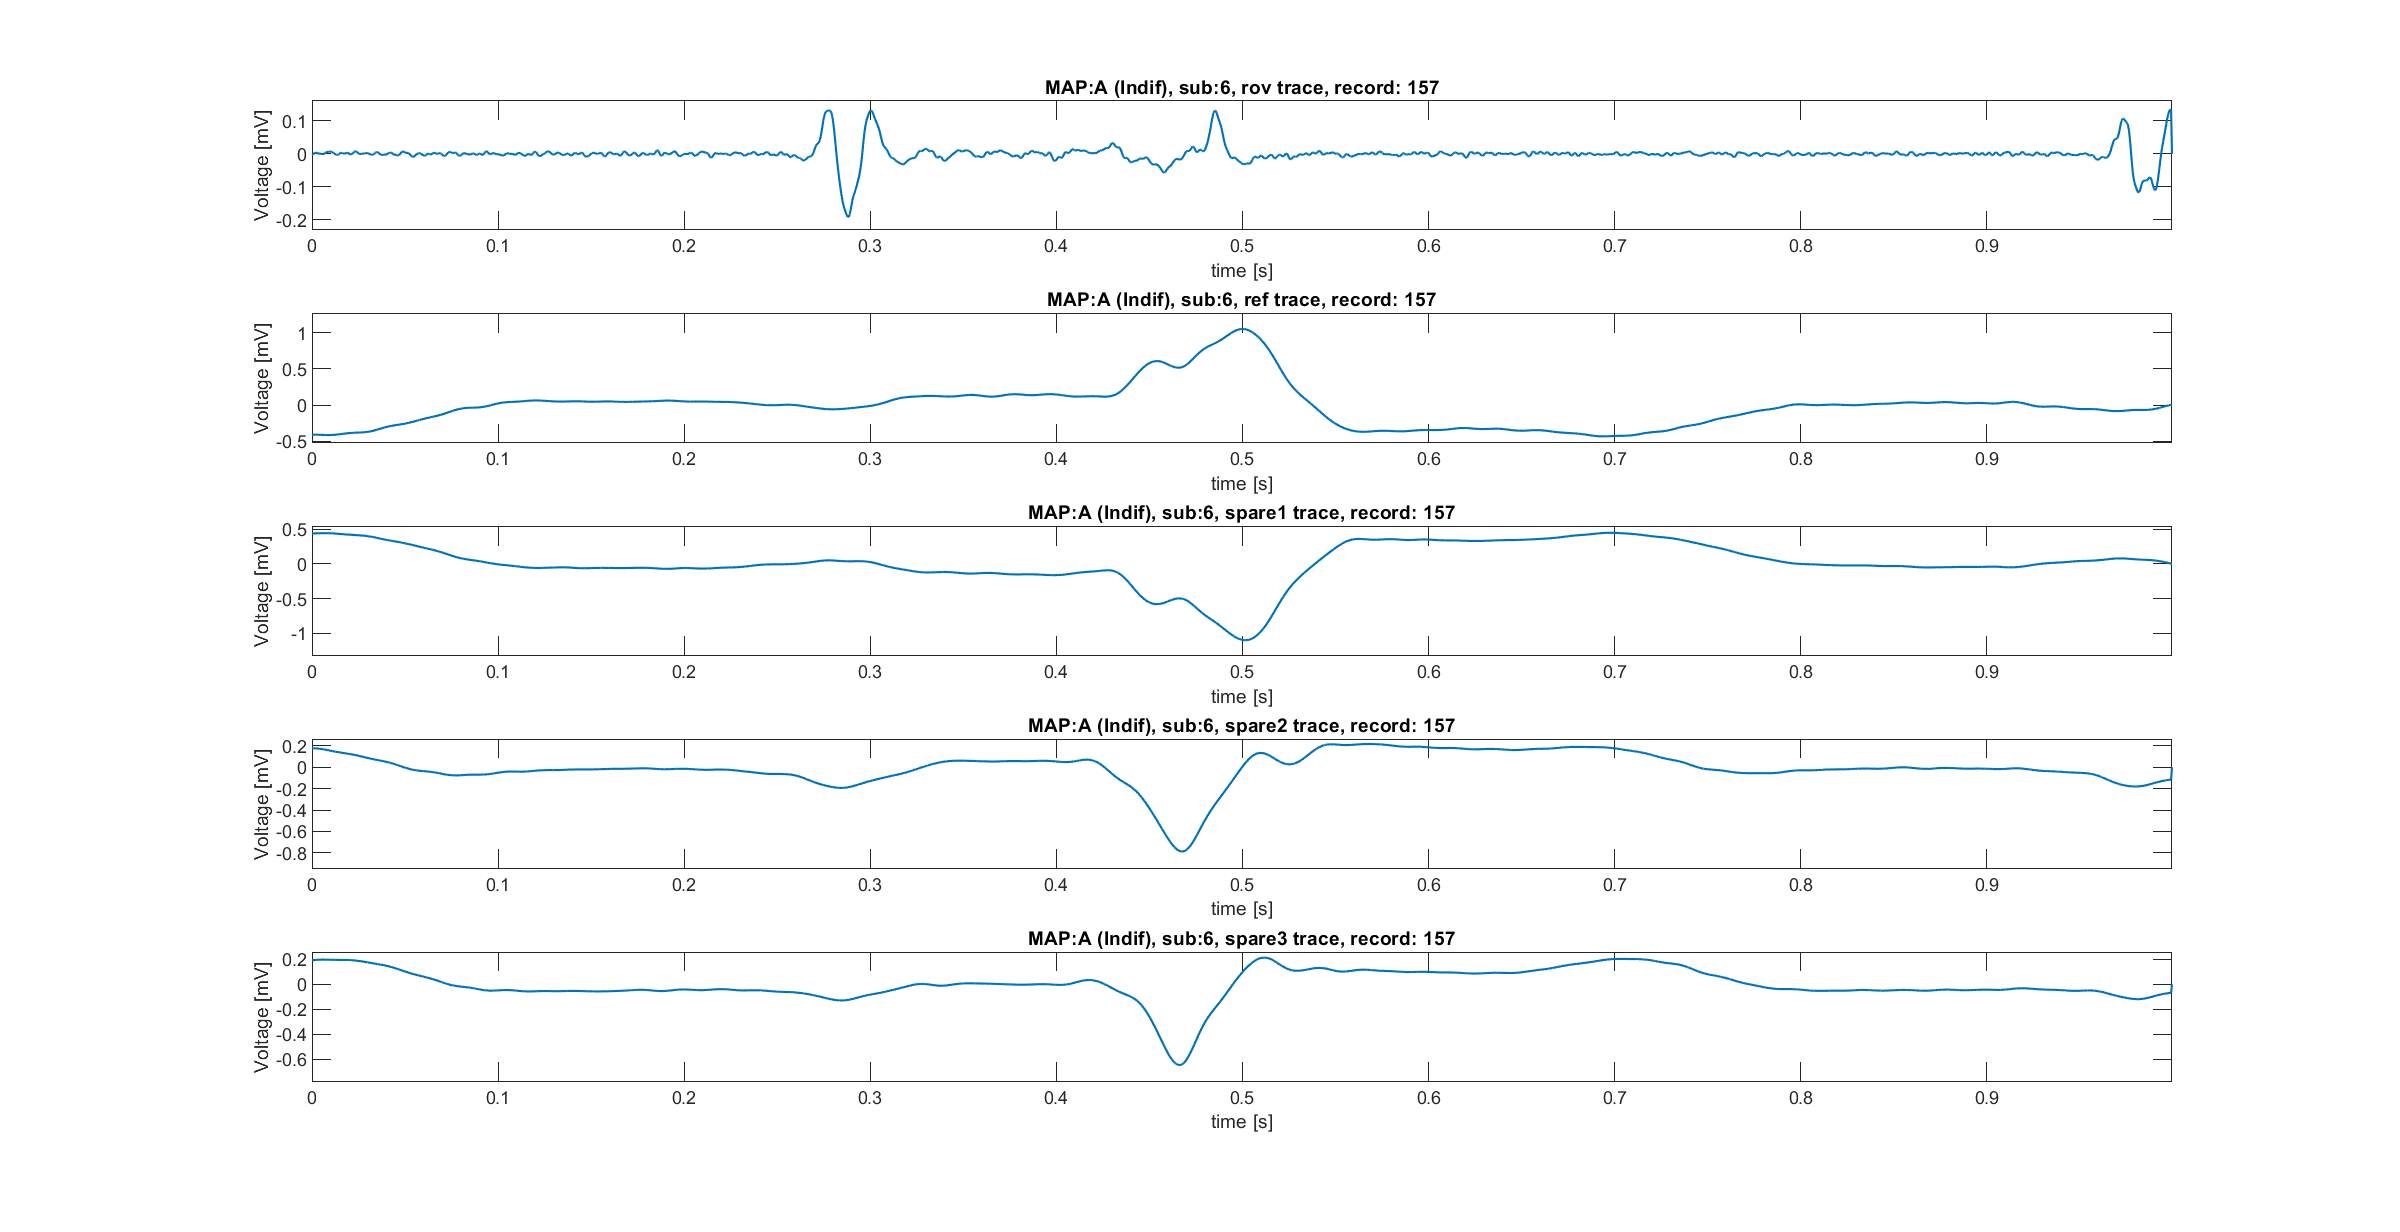 MAP:A (Indif), sub:6, rov trace, record: 157
Voltage [mV]
0.1
0
-0.1
-0.2
0 0.1 0.2 0.3 0.4 0.5 0.6 0.7 0.8 0.9
time [s]
MAP:A (Indif), sub:6, ref trace, record: 157
Voltage [mV]
1
0.5
0
-0.5
0 0.1 0.2 0.3 0.4 0.5 0.6 0.7 0.8 0.9
time [s]
MAP:A (Indif), sub:6, spare1 trace, record: 157
Voltage [mV]
0.5
0
-0.5
-1
0 0.1 0.2 0.3 0.4 0.5 0.6 0.7 0.8 0.9
time [s]
MAP:A (Indif), sub:6, spare2 trace, record: 157
Voltage [mV]
0.2
0
-0.2
-0.4
-0.6
-0.8
0 0.1 0.2 0.3 0.4 0.5 0.6 0.7 0.8 0.9
time [s]
MAP:A (Indif), sub:6, spare3 trace, record: 157
Voltage [mV]
0.2
0
-0.2
-0.4
-0.6
0 0.1 0.2 0.3 0.4 0.5 0.6 0.7 0.8 0.9
time [s]